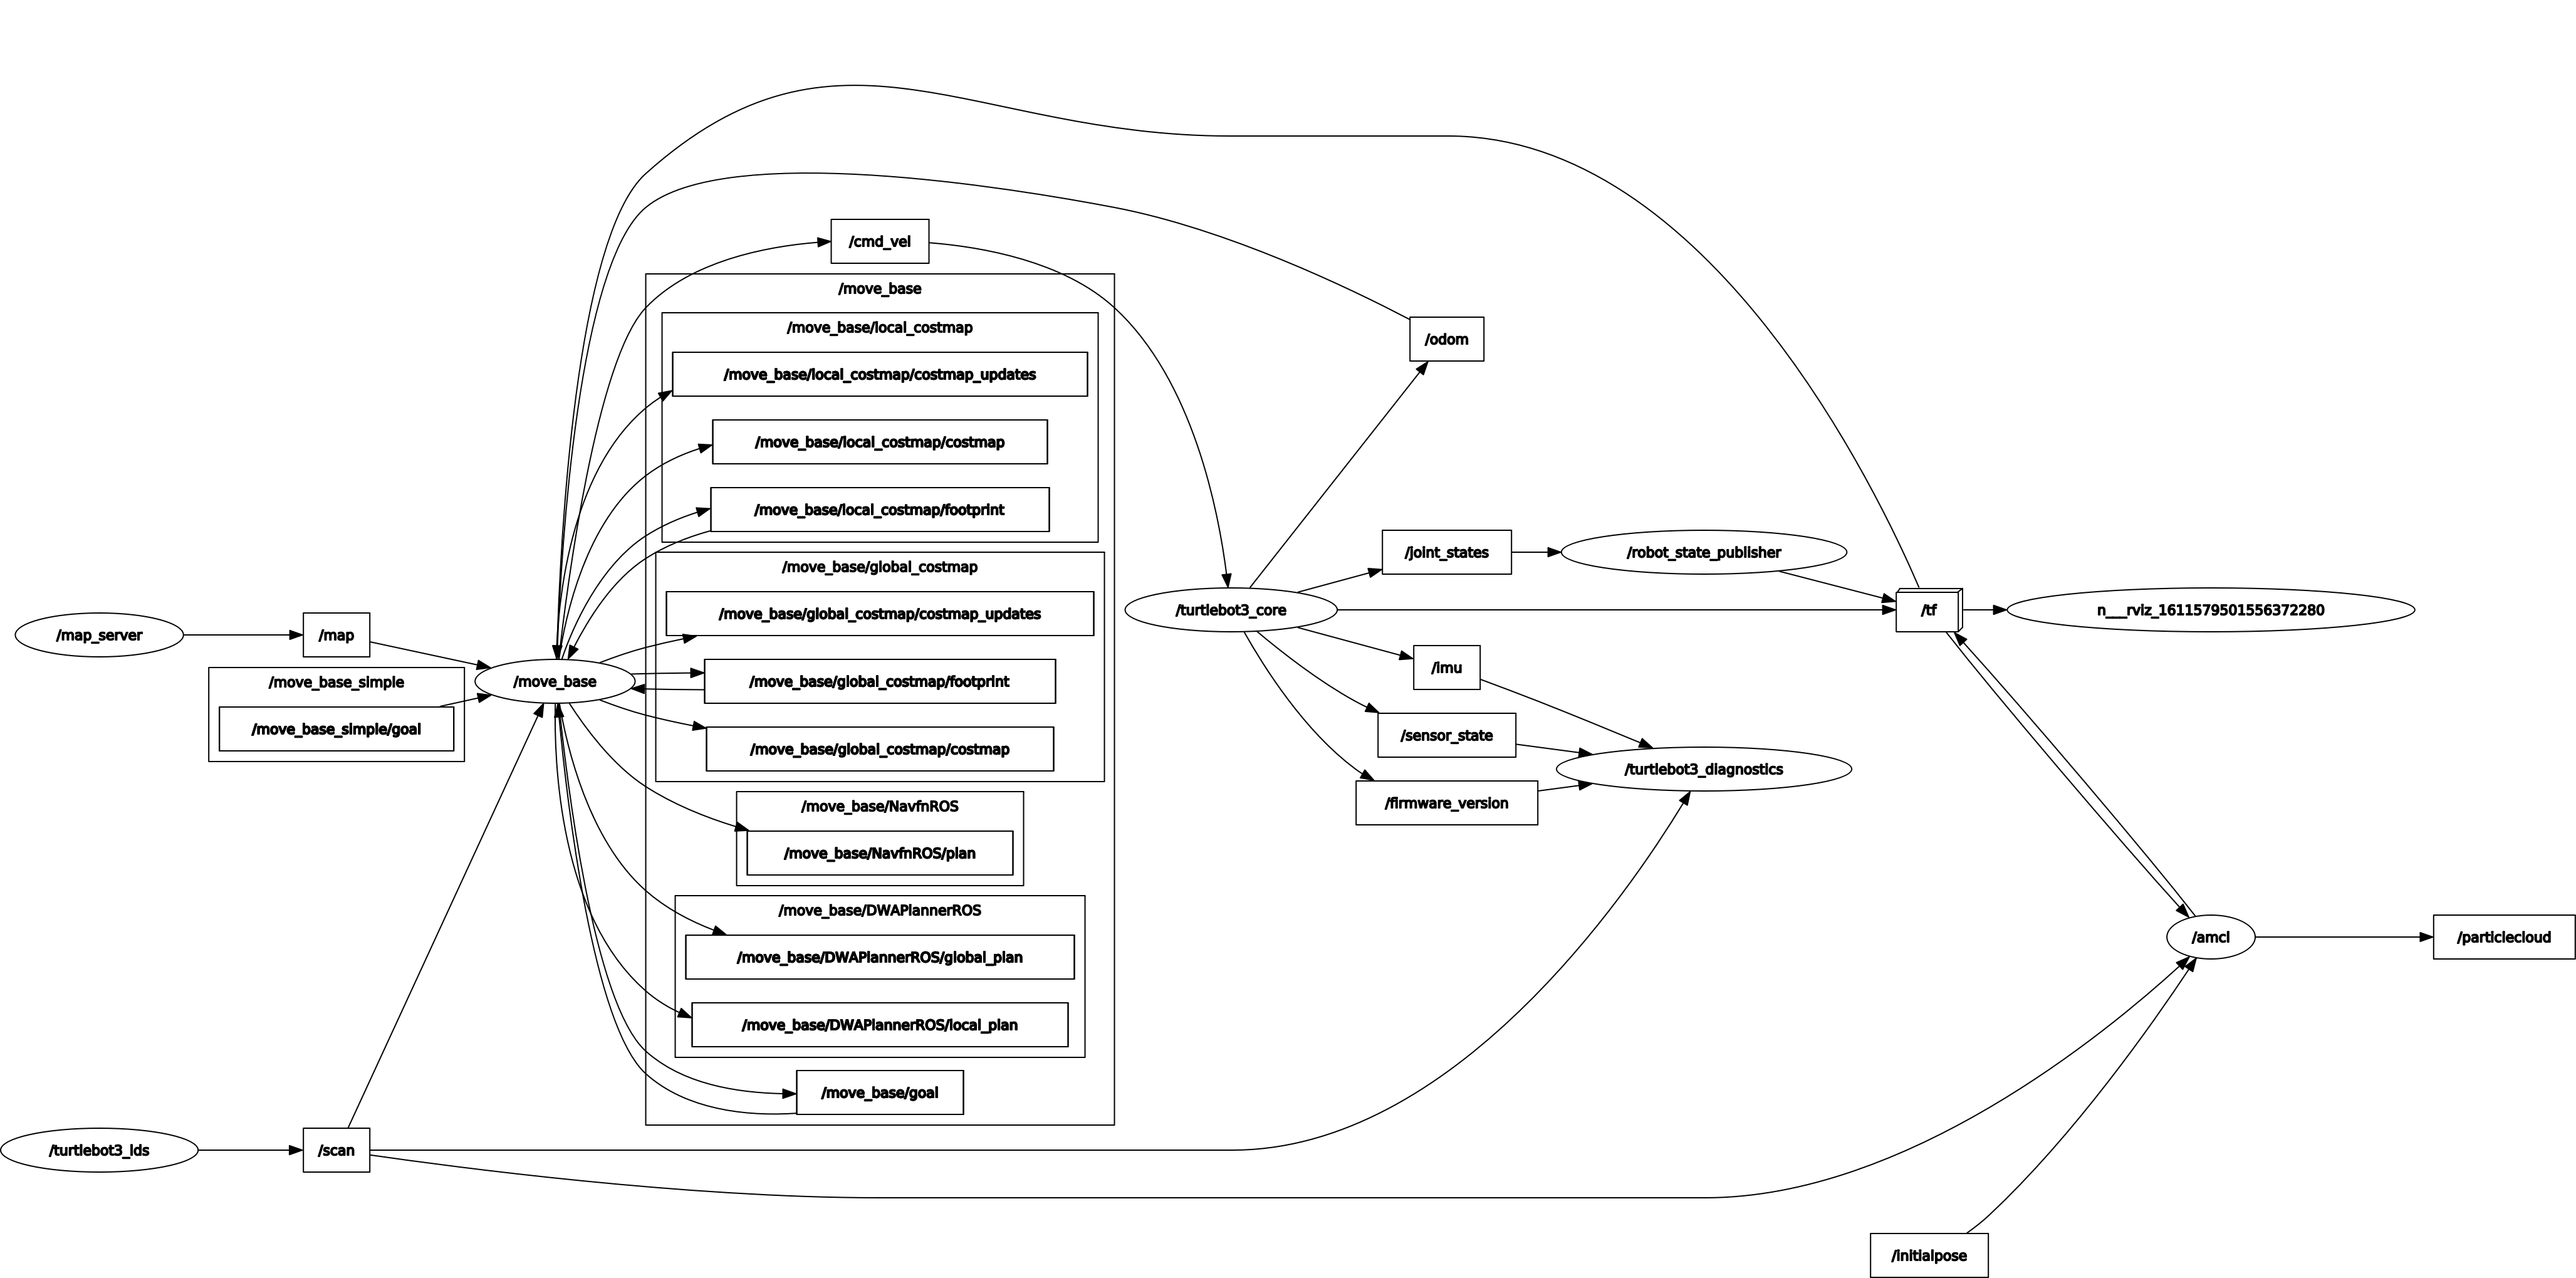 /cmd_vel
/move_base
/move_base/local_costmap
/odom
/move_base/local_costmap/costmap_updates
/move_base/local_costmap/costmap
/move_base/local_costmap/footprint
/joint_states
/robot_state_publisher
/move_base/global_costmap
/move_base/global_costmap/costmap_updates
/turtlebot3_core
/tf
n___rviz_1611579501556372280
/map_server
/map
/move_base_simple
/move_base
/move_base/global_costmap/footprint
/imu
/move_base_simple/goal
/move_base/global_costmap/costmap
/sensor_state
/turtlebot3_diagnostics
/move_base/NavfnROS
/firmware_version
/move_base/NavfnROS/plan
/move_base/DWAPlannerROS
/amcl
/particlecloud
/move_base/DWAPlannerROS/global_plan
/move_base/DWAPlannerROS/local_plan
/move_base/goal
/turtlebot3_lds
/scan
/initialpose